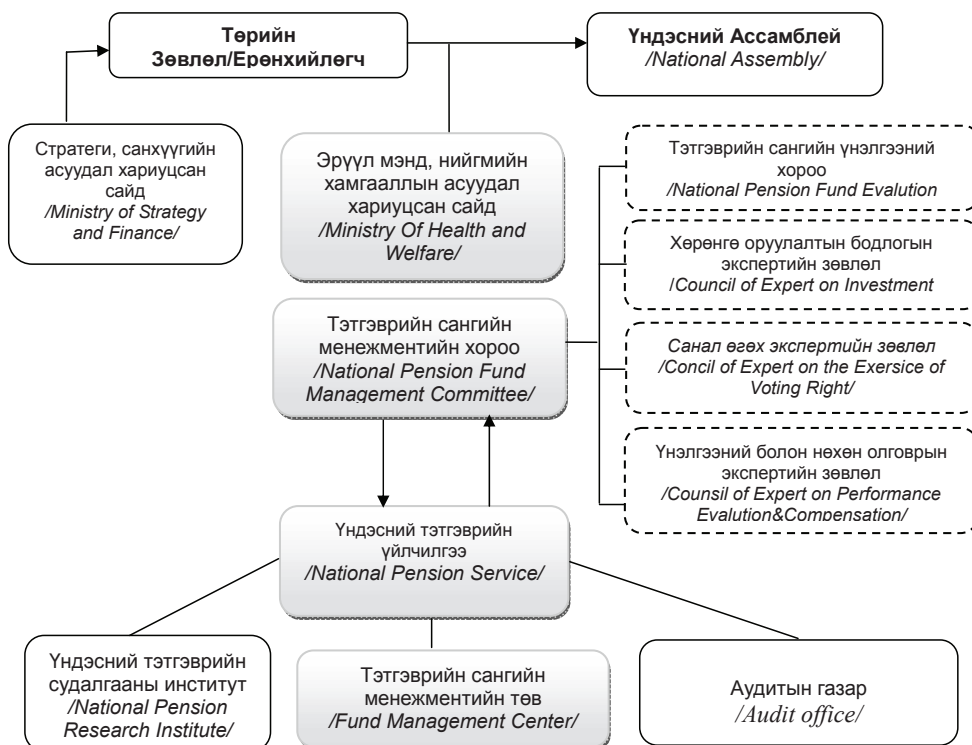 Төрийн
Зөвлөл/Ерөнхийлөгч
Үндэсний Ассамблей
/National Assembly/
Стратеги, санхүүгийн
асуудал хариуцсан
сайд
/Ministry of Strategy
and Finance/
Эрүүл мэнд, нийгмийн
хамгааллын асуудал
хариуцсан сайд
/Ministry Of Health and
Welfare/
Тэтгэврийн сангийн үнэлгээний
хороо
/National Pension Fund Evalution
Хөрөнгө оруулалтын бодлогын
экспертийн зөвлөл
/Council of Expert on Investment
Тэтгэврийн сангийн
менежментийн хороо
/National Pension Fund
Management Committee/
Санал өгөх экспертийн зөвлөл
/Concil of Expert on the Exersice of
Voting Right/
Үнэлгээний болон нөхөн олговрын
экспертийн зөвлөл
/Counsil of Expert on Performance
Evalution&Compensation/
Үндэсний тэтгэврийн
үйлчилгээ
/National Pension Service/
Үндэсний тэтгэврийн
судалгааны институт
/National Pension
Research Institute/
Тэтгэврийн сангийн
менежментийн төв
/Fund Management Center/
Аудитын газар
/Audit office/